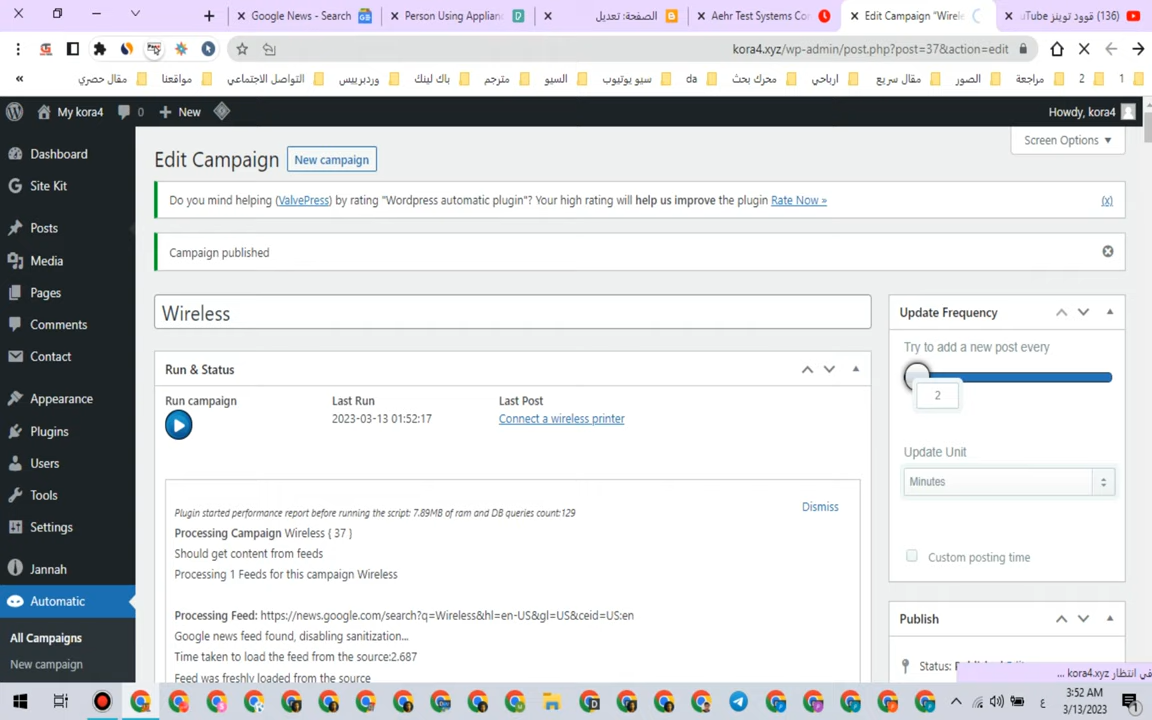 Google News - Search
Person Using Applian
الصفحة: تعديل
Aehr Test Systems Co
Edit Campaign "Wirele
(136) قوود توينز uTube
kora4.xyz/wp-admin/post.php?post=37&action=edit
«
مقال حصري
مواقعنا
التواصل الاجتماعي
وردبريس
باك لينك
مترجم
السيو
سيو يوتيوب
da
محرك بحث
ارباحي
مقال سريع
الصور
مراجعة
2
1
My kora4
0
New
Howdy, kora4
Dashboard
Site Kit
Posts
Media
Pages
Comments
Contact
Appearance
Plugins
Users
Tools
Settings
Jannah
Automatic
All Campaigns
New campaign
Screen Options
Edit Campaign
New campaign
Do you mind helping (ValvePress) by rating "Wordpress automatic plugin"? Your high rating will help us improve the plugin Rate Now »
(x)
Campaign published
Wireless
Run & Status
Run campaign
Last Run
2023-03-13 01:52:17
Last Post
Connect a wireless printer
Dismiss
Plugin started performance report before running the script: 7.89MB of ram and DB queries count:129
Processing Campaign Wireless { 37 }
Should get content from feeds
Processing 1 Feeds for this campaign Wireless
Processing Feed: https://news.google.com/search?q=Wireless&hl=en-US&gl=US&ceid=US:en
Google news feed found, disabling sanitization...
Time taken to load the feed from the source:2.687
Feed was freshly loaded from the source
Update Frequency
Try to add a new post every
2
Update Unit
Minutes
Custom posting time
Publish
Status:
في انتظار kora4.xyz ...
3:52 AM
3/13/2023
ع